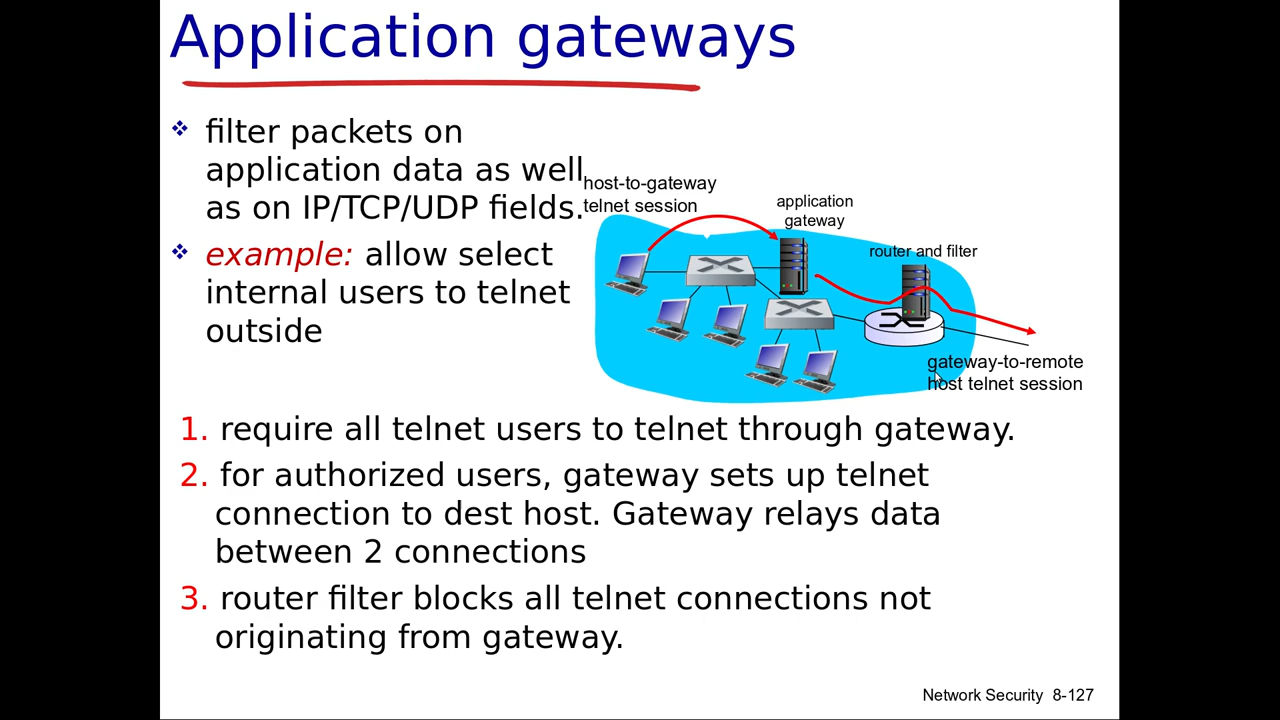 Application gateways
filter packets on
application data as well
as on IP/TCP/UDP fields.
example: allow select
internal users to telnet
outside
host-to-gateway
telnet session
application
gateway
router and filter
gateway-to-remote
host telnet session
1. require all telnet users to telnet through gateway.
2. for authorized users, gateway sets up telnet
connection to dest host. Gateway relays data
between 2 connections
3. router filter blocks all telnet connections not
originating from gateway.
Network Security 8-127